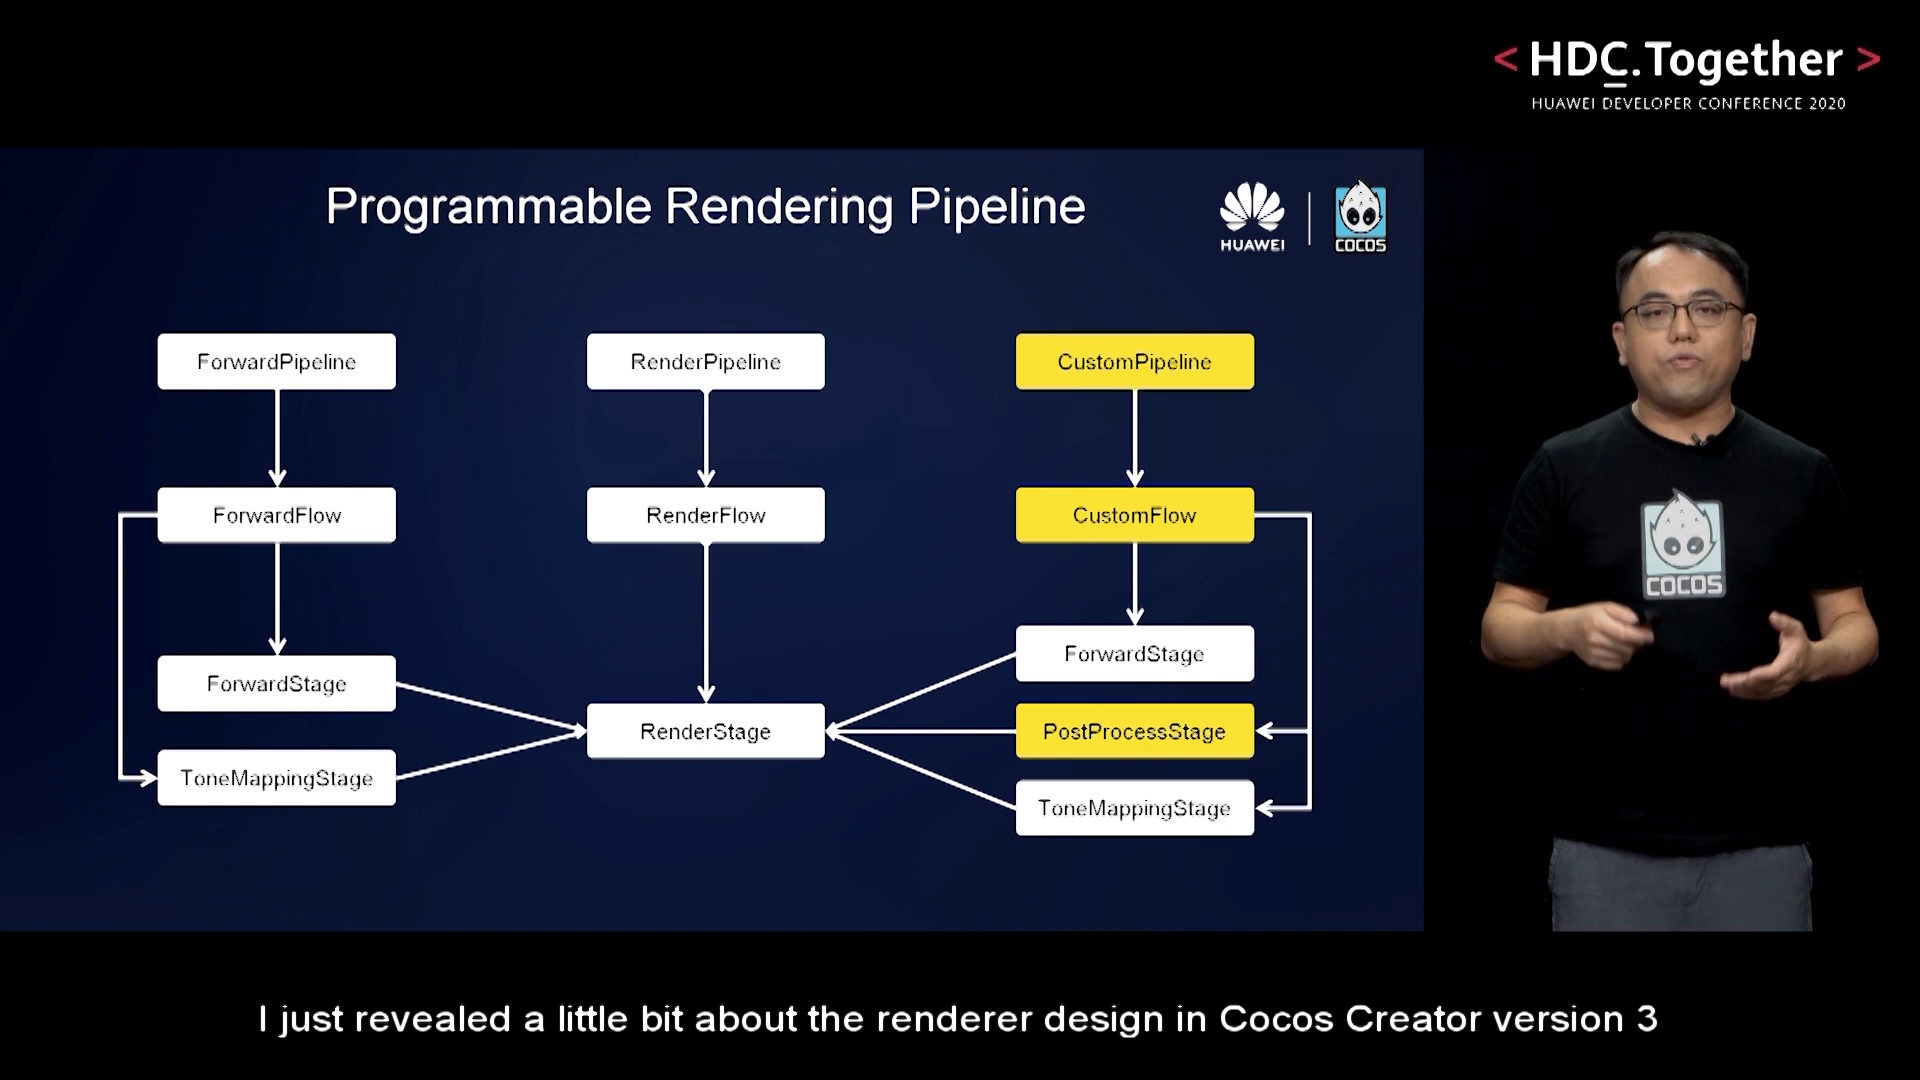 < HDC.Together >
HUAWEI DEVELOPER CONFERENCE 2020
Programmable Rendering Pipeline
HUAWEI
COCOS
ForwardPipeline
RenderPipeline
CustomPipeline
ForwardFlow
RenderFlow
CustomFlow
ForwardStage
ForwardStage
RenderStage
PostProcessStage
ToneMappingStage
ToneMappingStage
COCOS
I just revealed a little bit about the renderer design in Cocos Creator version 3